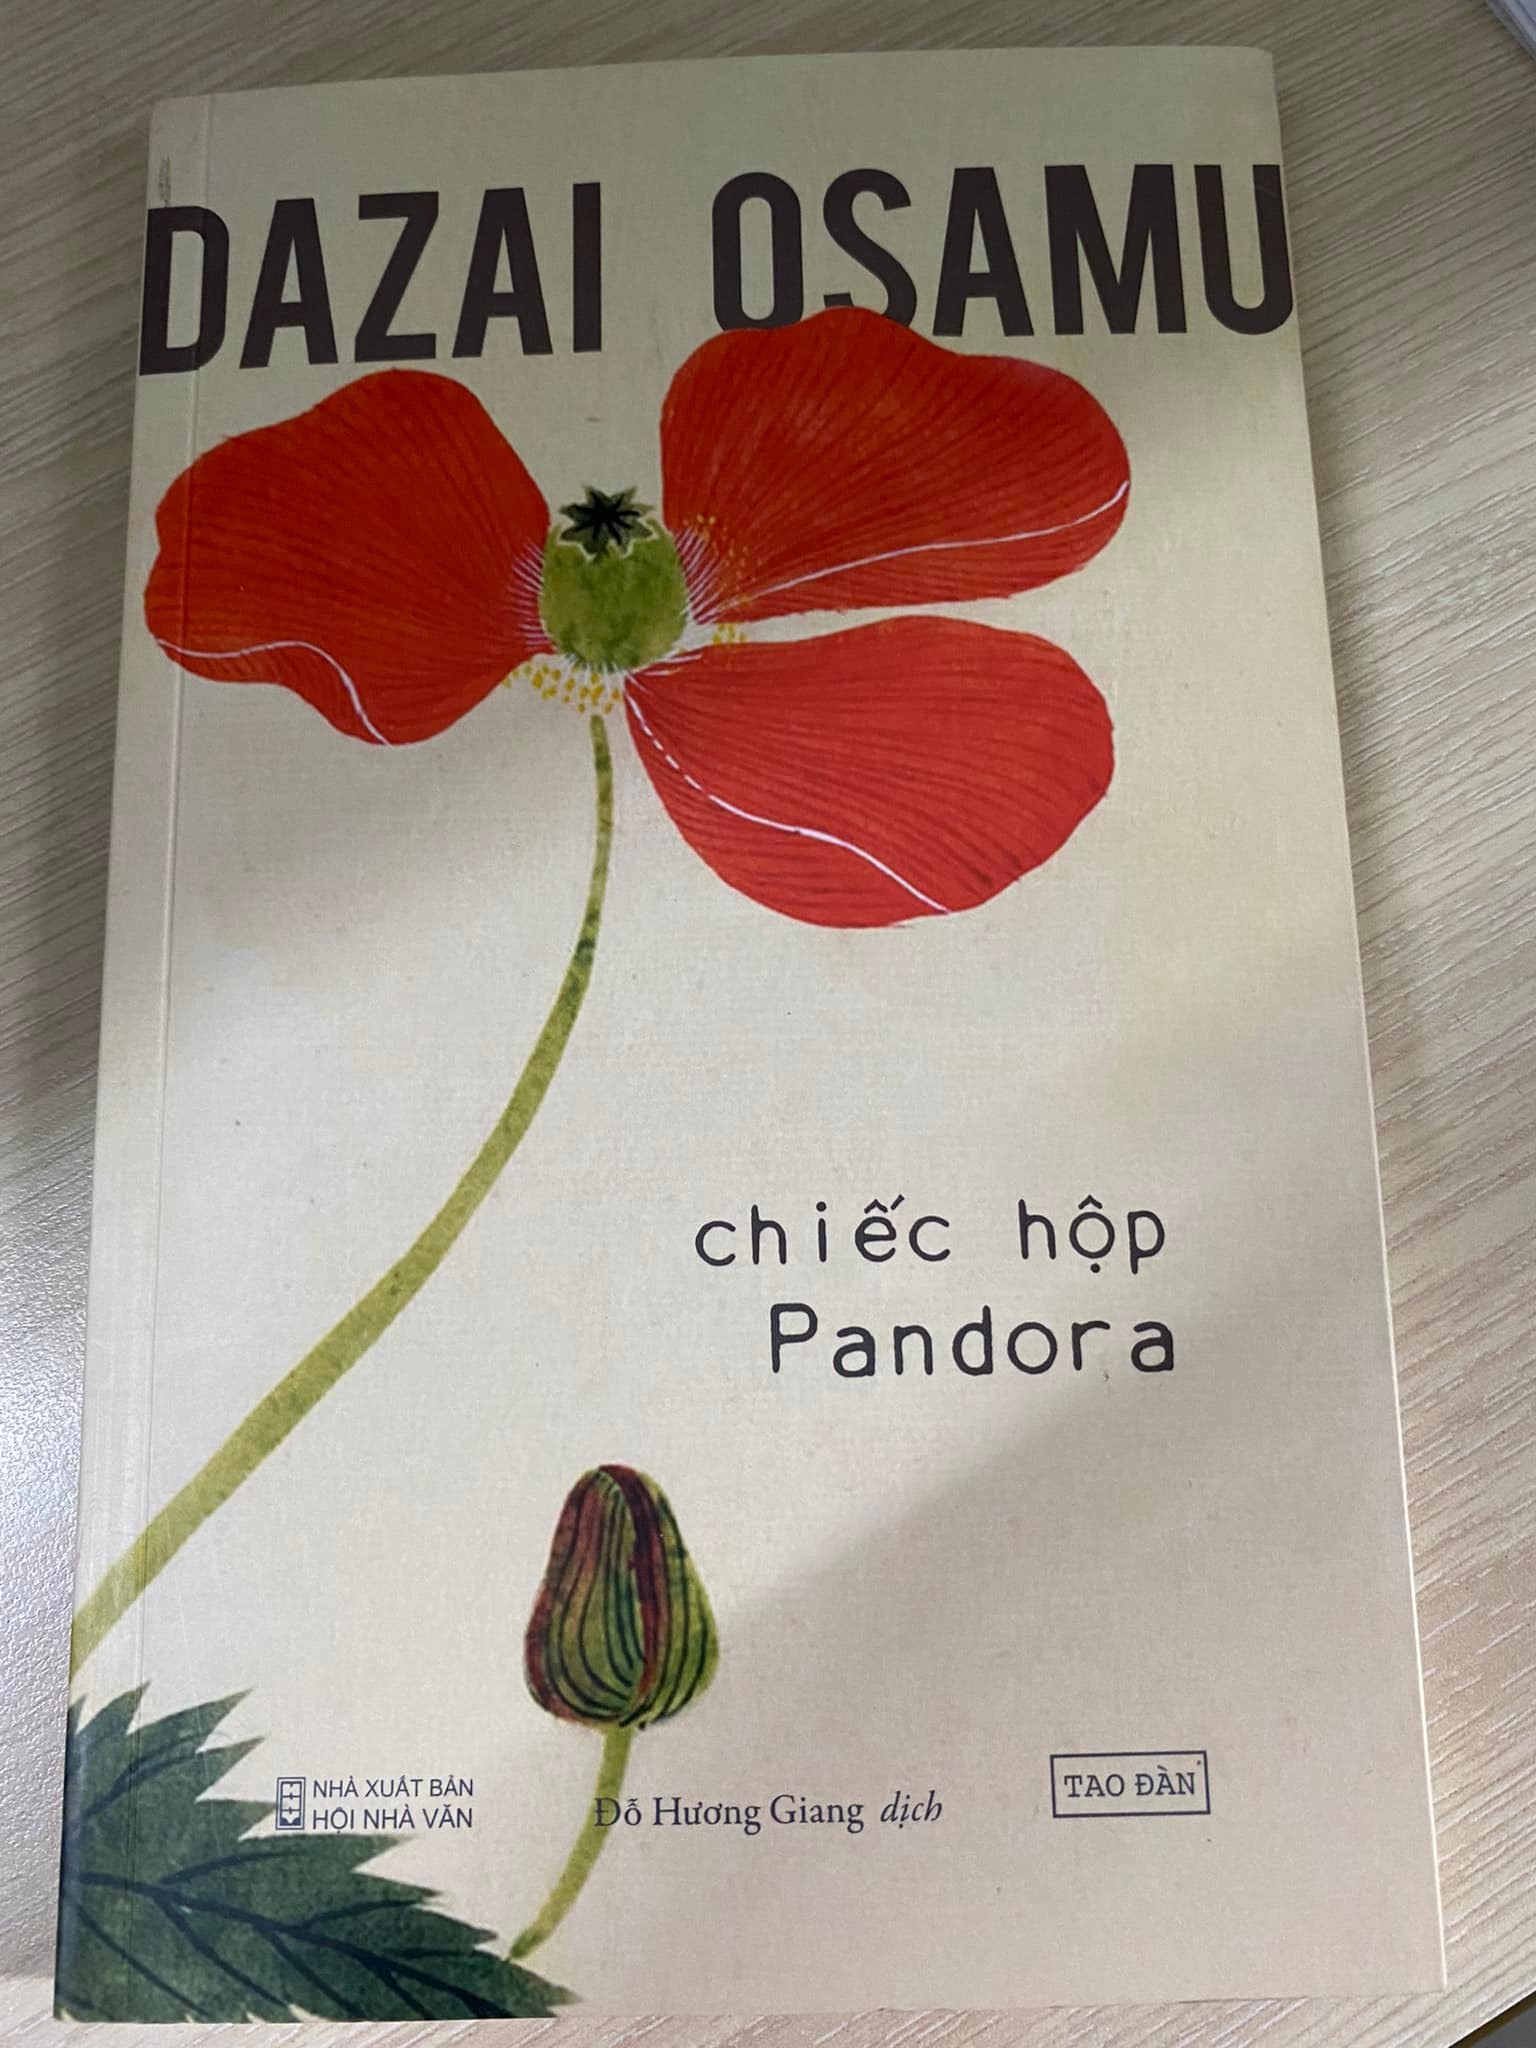 DAZAI OSAMU
chiếc hộp
Pandora
NHÀ XUẤT BẢN
HỘI NHÀ VĂN
Đỗ Hương Giang dịch
TAO ĐÀN